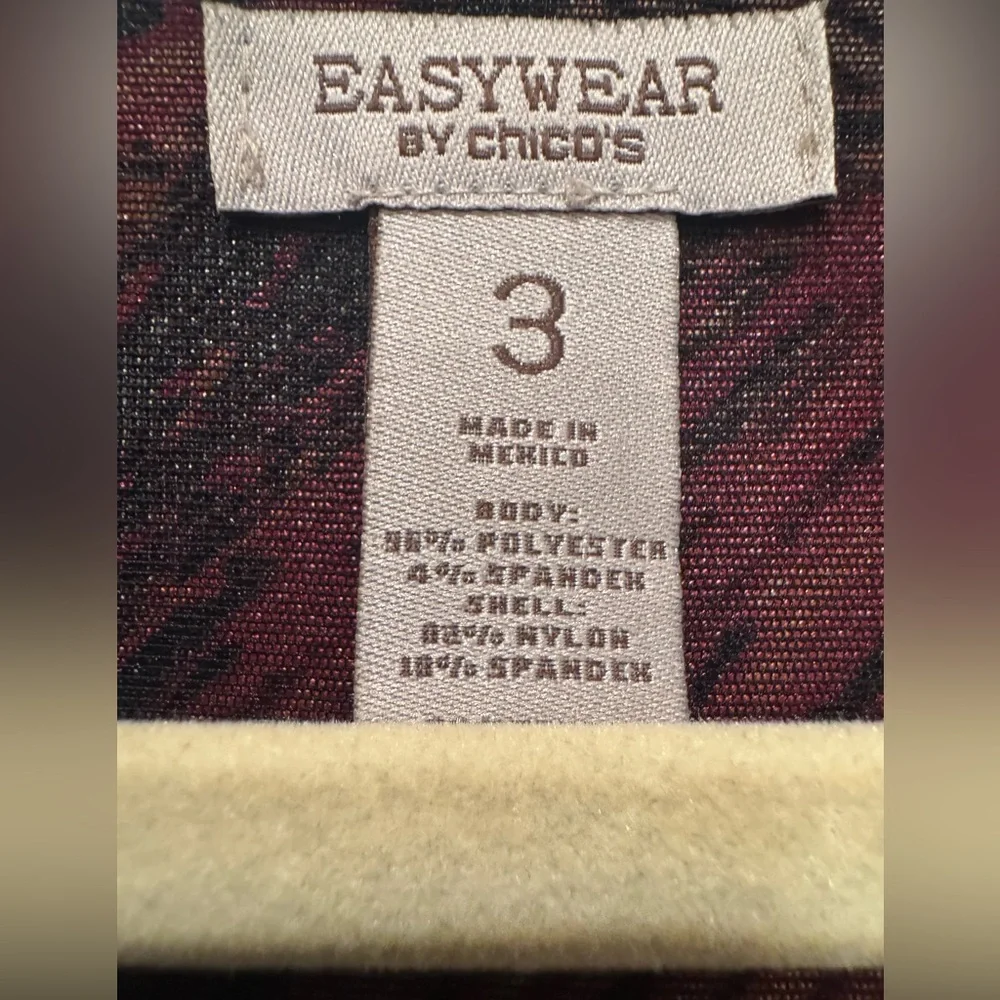 EASYWEAR
BY CHICO'S
3
MADE IN
MEXICO
BODY:
96% POLYESTER
4% SPANDEX
SHELL:
82% NYLON
18% SPANDEX